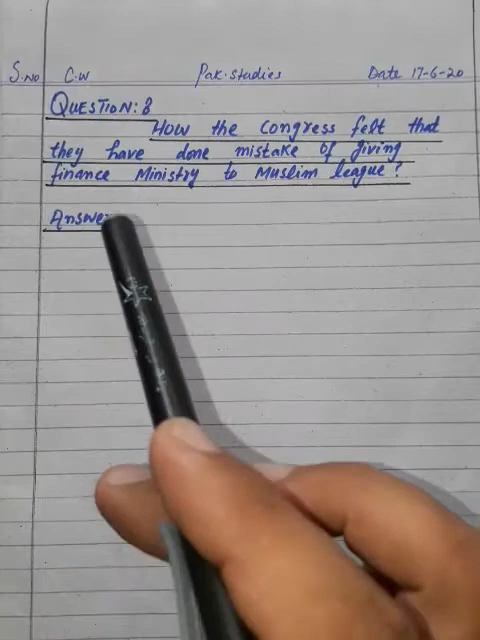 S.No C.W Pak.studies Date 17-6-20
QUESTION: 8
How the Congress felt that
they have done mistake of giving
finance Ministry to Muslim league?